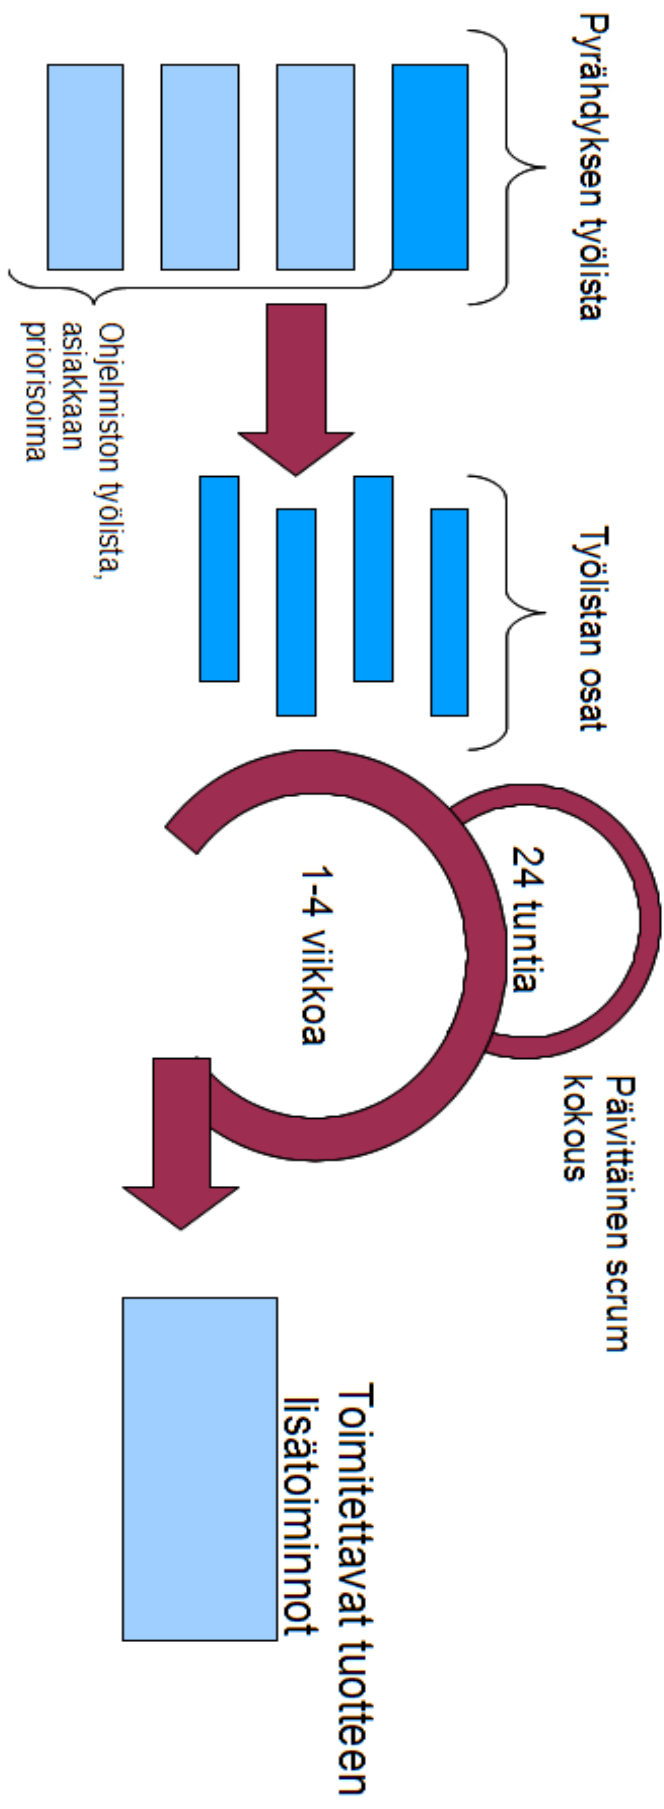 Pyrähdyksen työlista
Ohjelmiston työlista,
asiakkaan
priorisoima
Työlistan osat
24 tuntia
1-4 viikkoa
Päivittäinen scrum
kokous
Toimitettavat tuotteen
lisätoiminnot